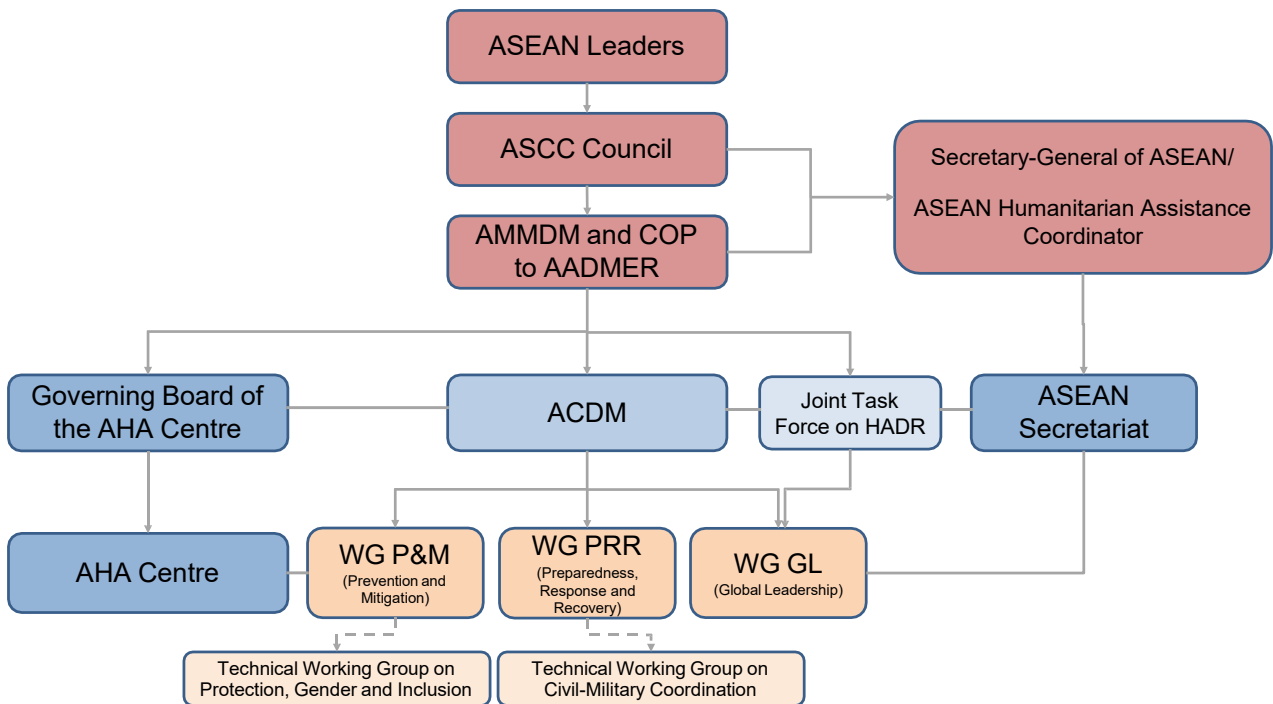 ASEAN Leaders
ASCC Council
Secretary-General of ASEAN/
ASEAN Humanitarian Assistance
Coordinator
AMMDM and COP
to AADMER
Governing Board of
the AHA Centre
ACDM
Joint Task
Force on HADR
ASEAN
Secretariat
AHA Centre
WG P&M
(Prevention and
Mitigation)
WG PRR
(Preparedness,
Response and
Recovery)
WG GL
(Global Leadership)
Technical Working Group on
Protection, Gender and Inclusion
Technical Working Group on
Civil-Military Coordination